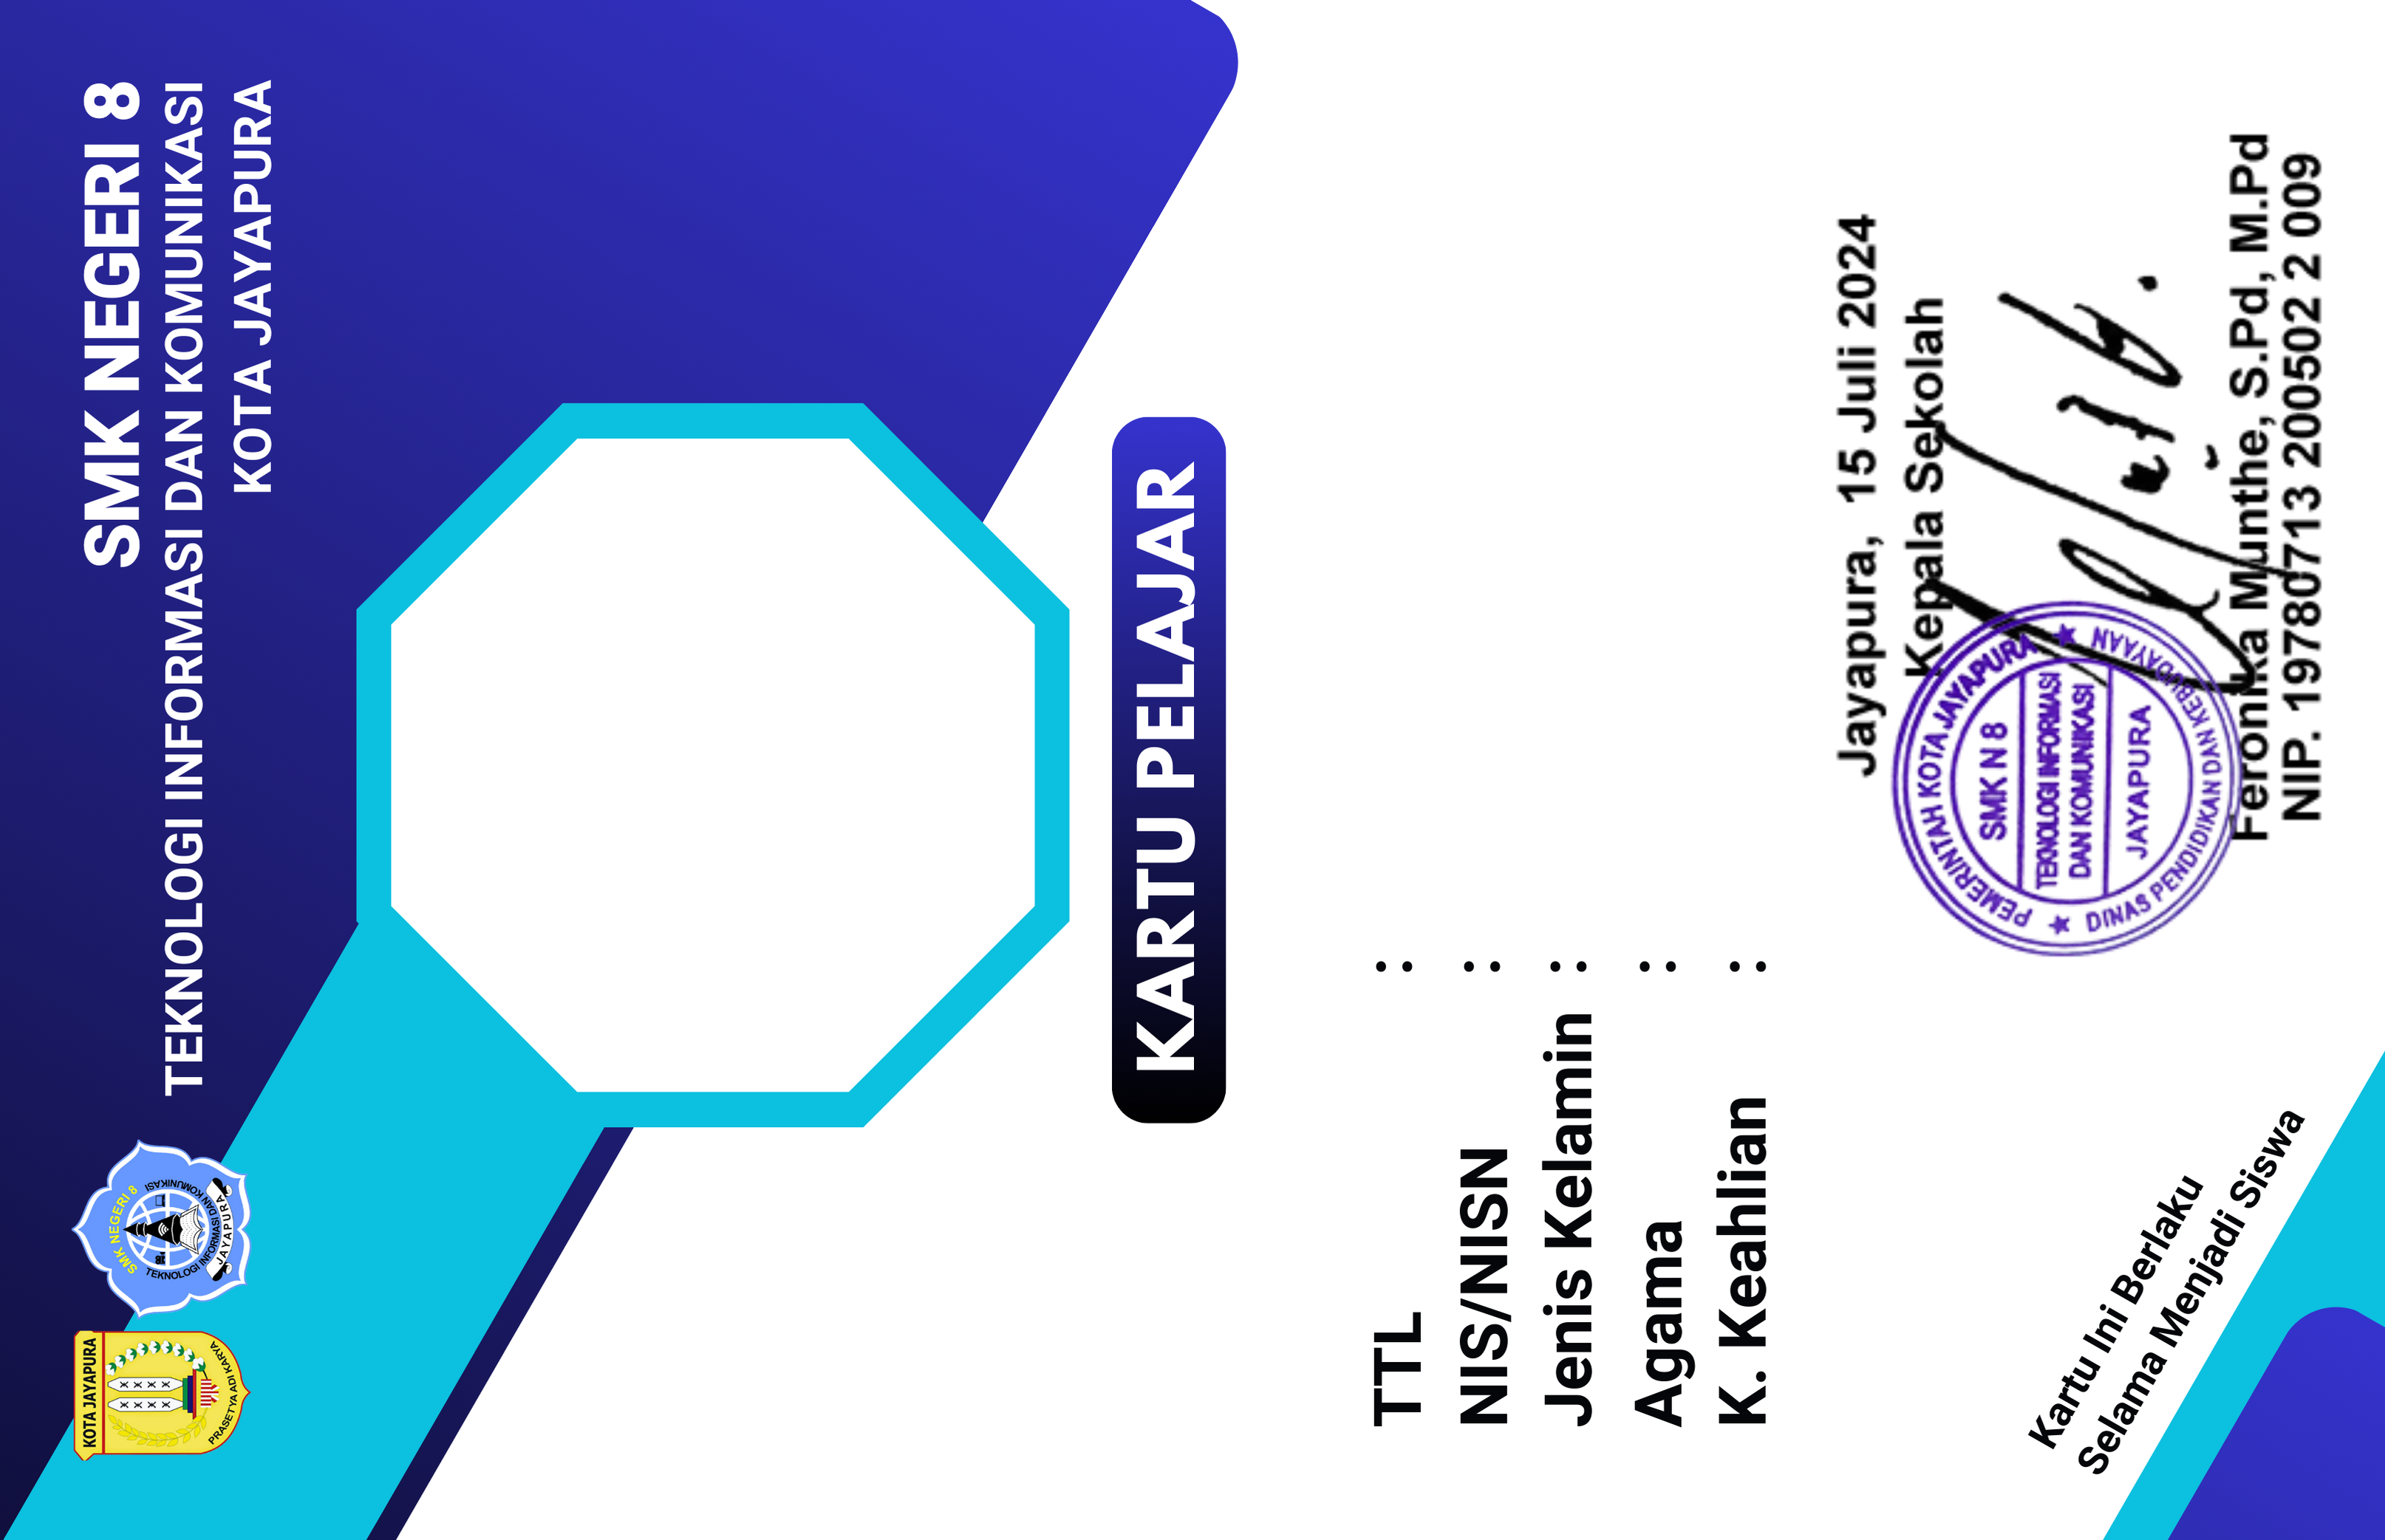 KOTA JAYAPURA
PRASETYA ADI KARYA
SMK NEGERI 8
TEKNOLOGI INFORMASI DAN KOMUNIKASI
JAYAPURA
SMK NEGERI 8
TEKNOLOGI INFORMASI DAN KOMUNIKASI
KOTA JAYAPURA
KARTU PELAJAR
TTL :
NIS/NISN :
Jenis Kelamin :
Agama :
K. Keahlian :
Jayapura, 15 Juli 2024
Kepala Sekolah
PEMERINTAH KOTA JAYAPURA
SMK N 8
TEKNOLOGI INFORMASI
DAN KOMUNIKASI
JAYAPURA
DINAS PENDIDIKAN DAN KEBUDAYAAN
Feronika Munthe, S.Pd, M.Pd
NIP. 19780713 200502 2 009
Kartu Ini Berlaku
Selama Menjadi Siswa